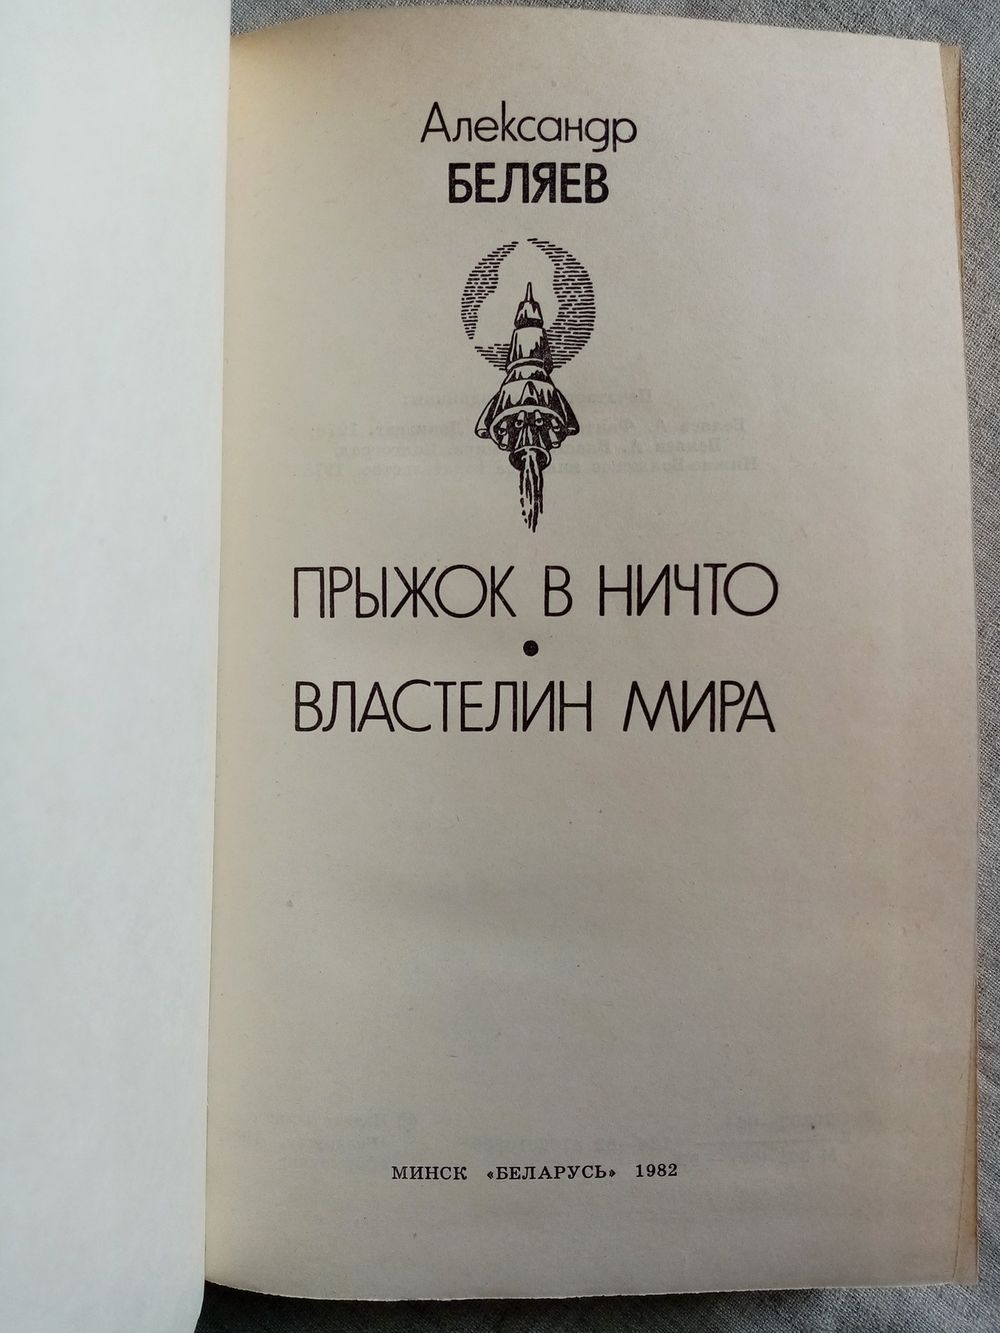 Александр
БЕЛЯЕВ
ПРЫЖОК В НИЧТО
•
ВЛАСТЕЛИН МИРА
МИНСК «БЕЛАРУСЬ» 1982